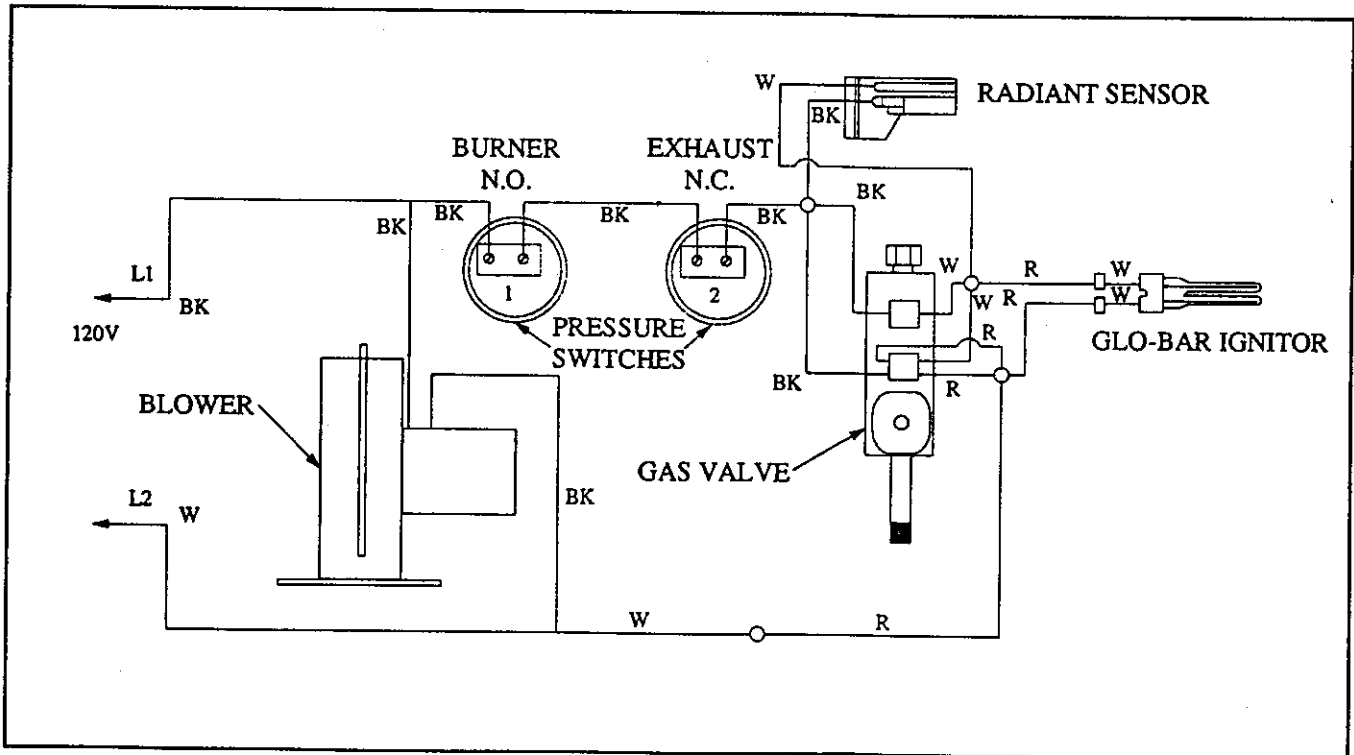 W
RADIANT SENSOR
BK
BURNER
N.O.
EXHAUST
N.C.
BK
BK
BK
BK
BK
L1
BK
120V
1
2
W
R
W
W
W
R
R
GLO-BAR IGNITOR
PRESSURE
SWITCHES
BK
R
BLOWER
GAS VALVE
BK
L2
W
W
R